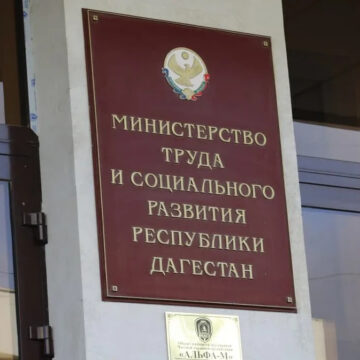 МИНИСТЕРСТВО
ТРУДА
И СОЦИАЛЬНОГО
РАЗВИТИЯ
РЕСПУБЛИКИ
ДАГЕСТАН
«АЛЬФА-М»